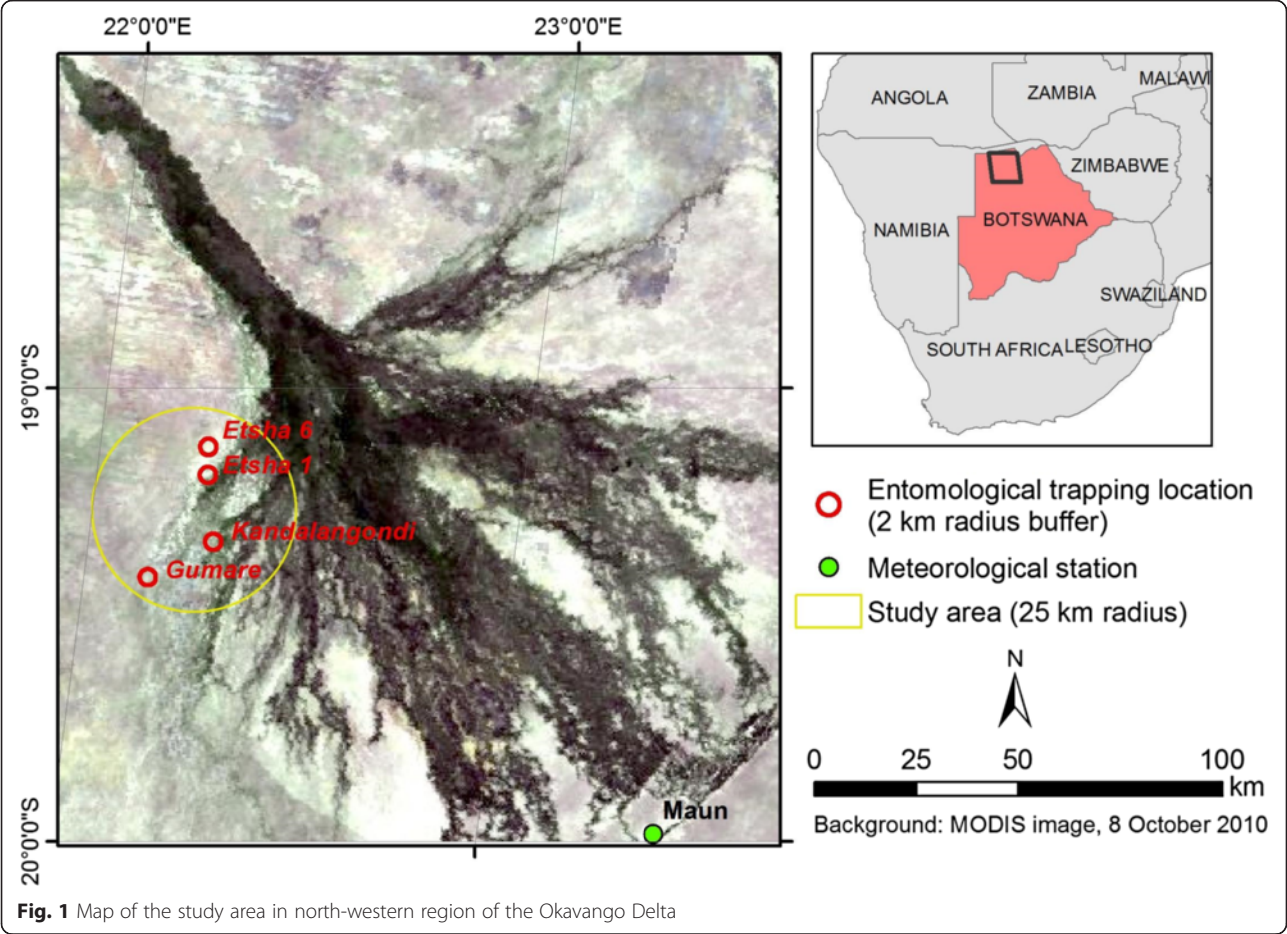 22°0'0"E
23°0'0"E
19°0'0"S
20°0'0"S
Etsha 6
Etsha 1
Kandalangondi
Gumare
Maun
ANGOLA
ZAMBIA
MALAWI
ZIMBABWE
NAMIBIA
BOTSWANA
SWAZILAND
SOUTH AFRICA
LESOTHO
Entomological trapping location
(2 km radius buffer)
Meteorological station
Study area (25 km radius)
N
0 25 50 100
km
Background: MODIS image, 8 October 2010
Fig. 1 Map of the study area in north-western region of the Okavango Delta